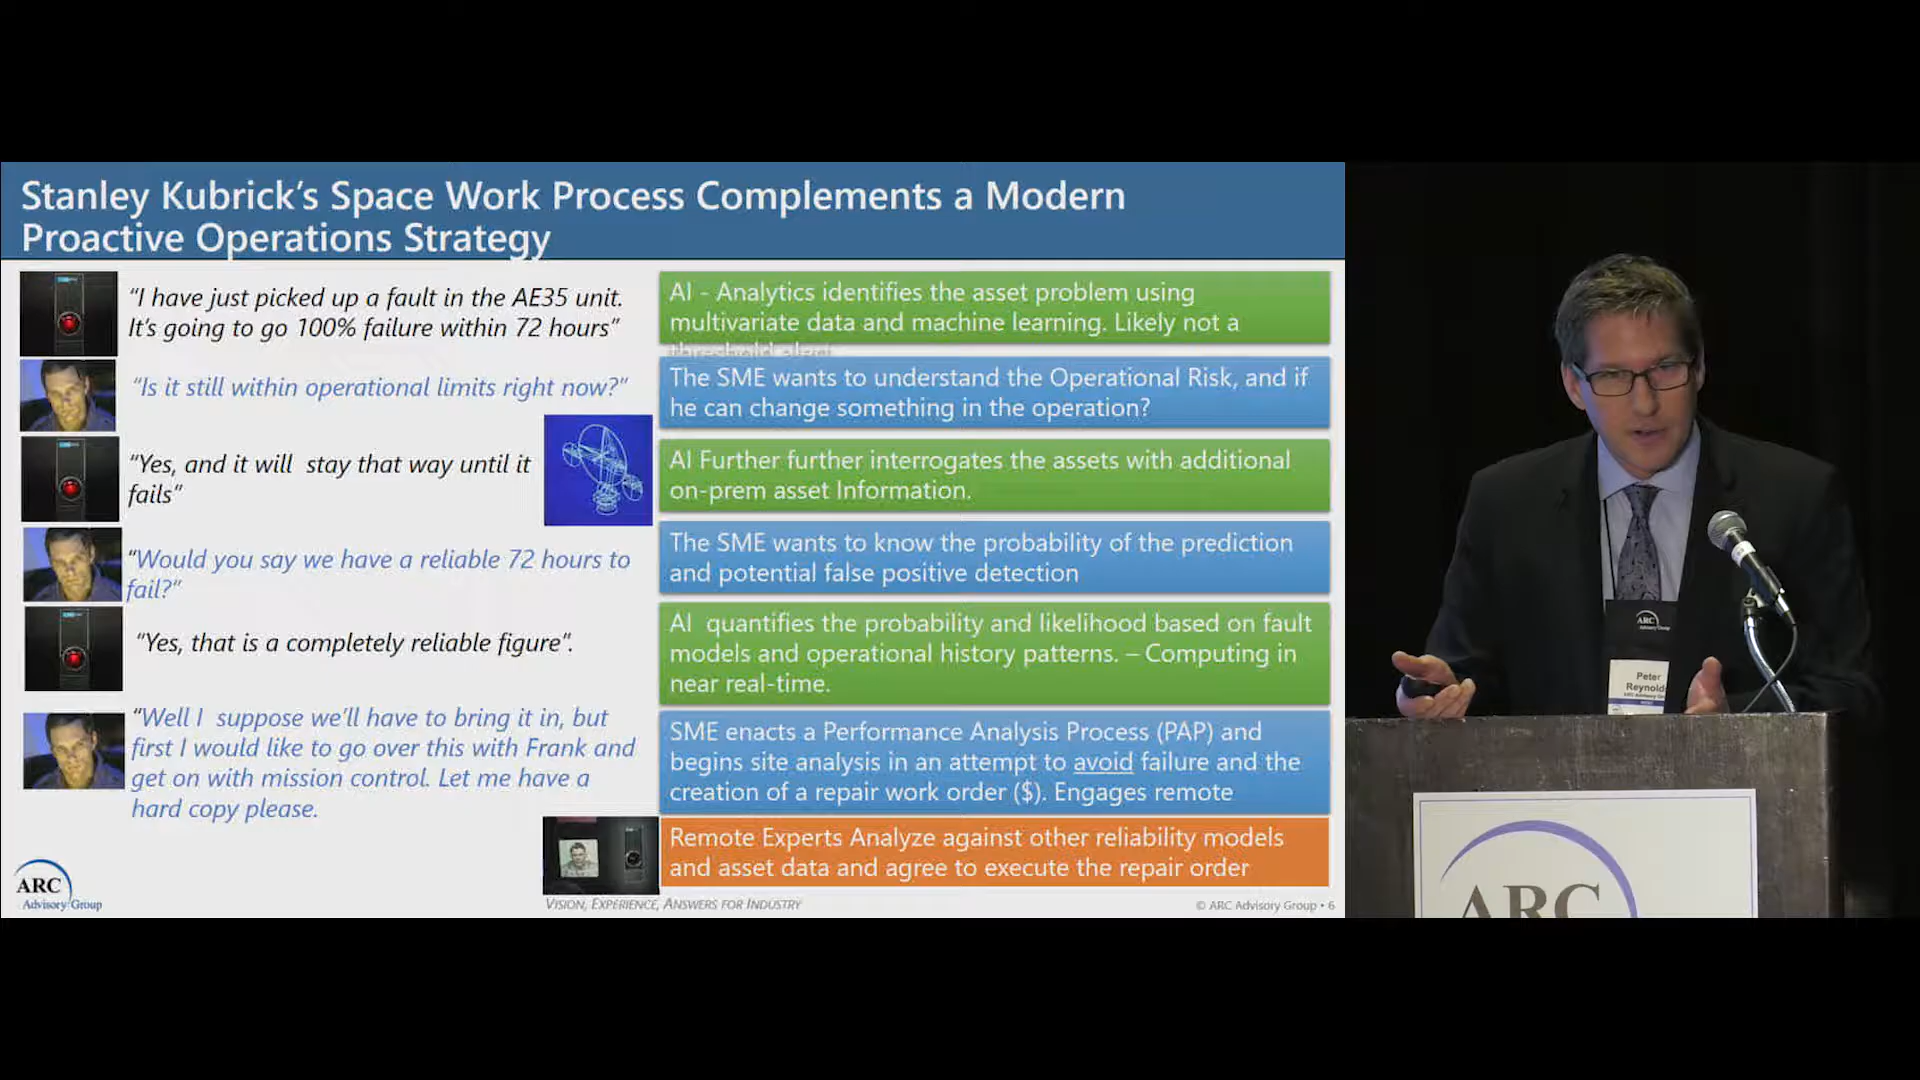 Stanley Kubrick’s Space Work Process Complements a Modern
Proactive Operations Strategy
“I have just picked up a fault in the AE35 unit.
It’s going to go 100% failure within 72 hours”
AI - Analytics identifies the asset problem using
multivariate data and machine learning. Likely not a
threshold alert
“Is it still within operational limits right now?”
The SME wants to understand the Operational Risk, and if
he can change something in the operation?
“Yes, and it will stay that way until it
fails”
AI Further further interrogates the assets with additional
on-prem asset Information.
“Would you say we have a reliable 72 hours to
fail?”
The SME wants to know the probability of the prediction
and potential false positive detection
“Yes, that is a completely reliable figure”.
AI quantifies the probability and likelihood based on fault
models and operational history patterns. – Computing in
near real-time.
“Well I suppose we’ll have to bring it in, but
first I would like to go over this with Frank and
get on with mission control. Let me have a
hard copy please.
SME enacts a Performance Analysis Process (PAP) and
begins site analysis in an attempt to avoid failure and the
creation of a repair work order ($). Engages remote
Remote Experts Analyze against other reliability models
and asset data and agree to execute the repair order
ARC
Advisory Group
VISION, EXPERIENCE, ANSWERS FOR INDUSTRY
© ARC Advisory Group • 6
ARC
Advisory Group
Peter
Reynolds
ARC